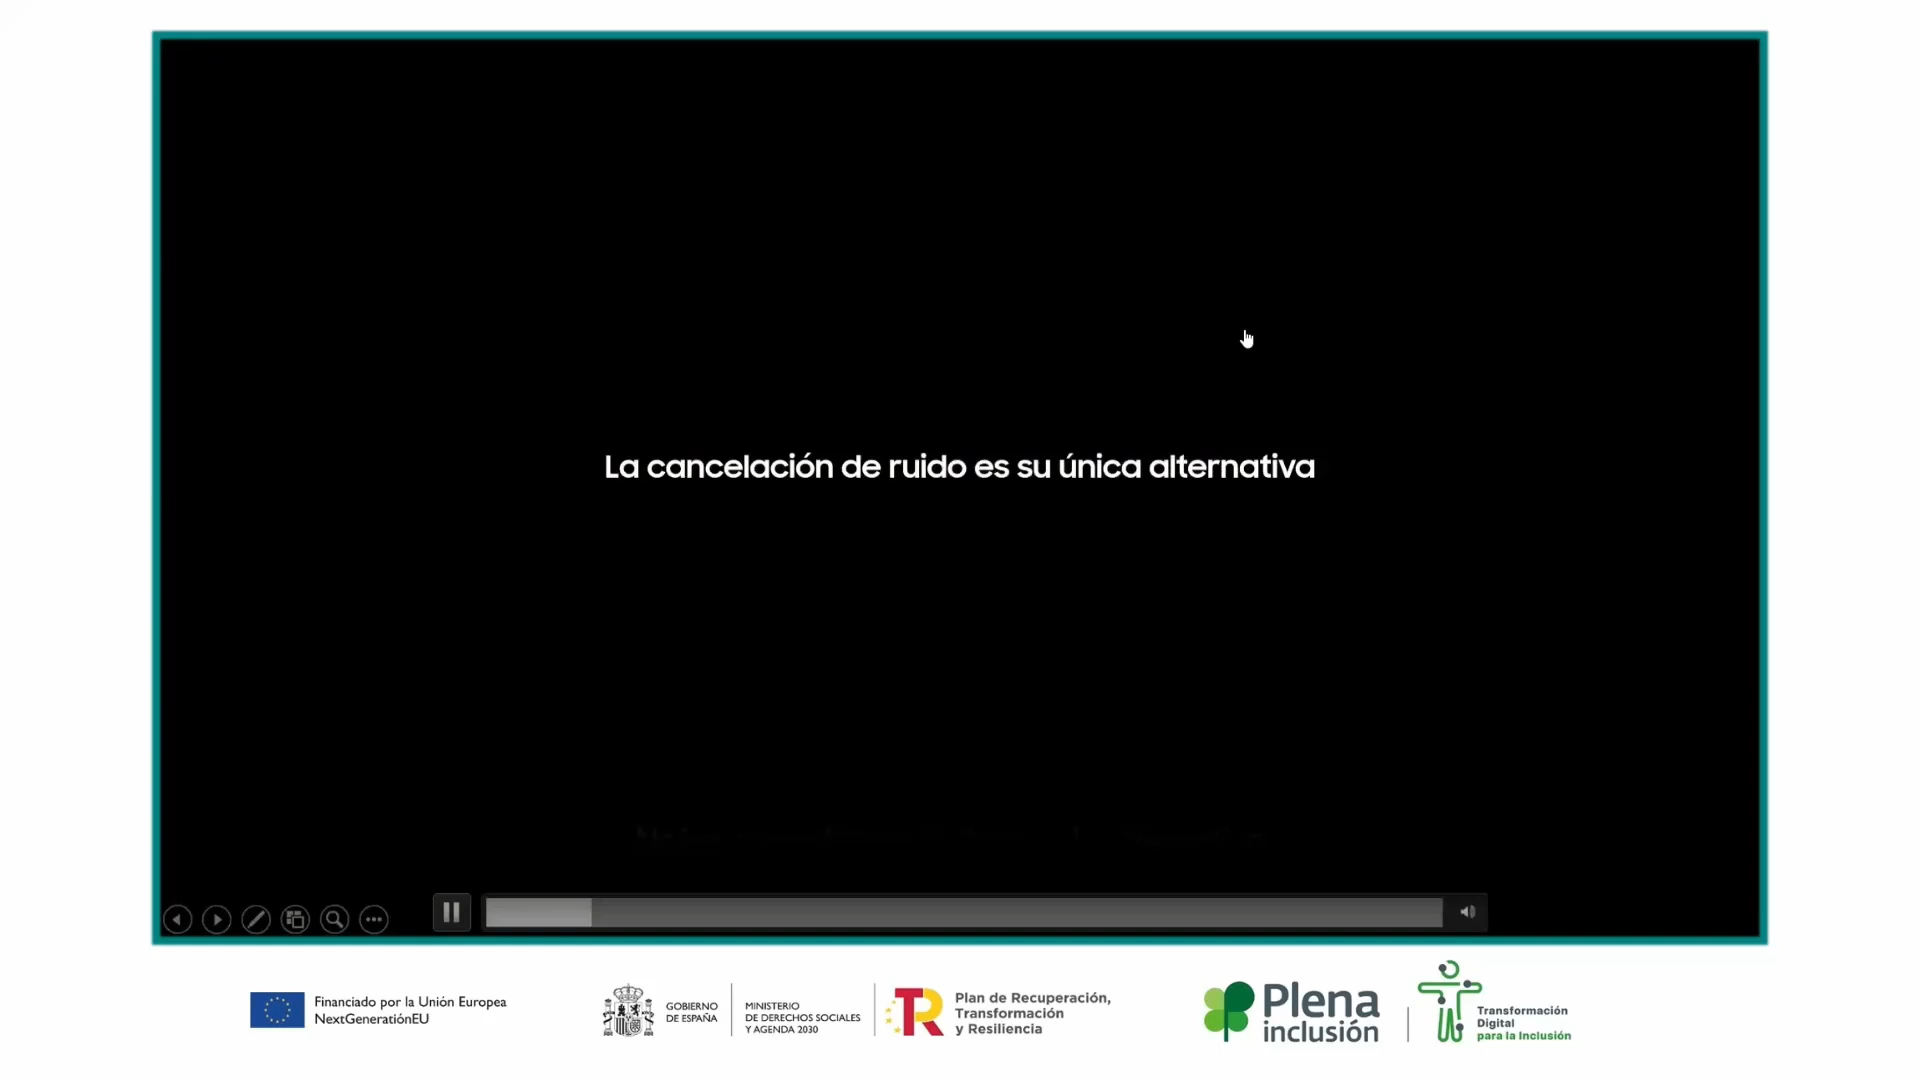 La cancelación de ruido es su única alternativa
Financiado por la Unión Europea
NextGenerationEU
GOBIERNO
DE ESPAÑA
MINISTERIO
DE DERECHOS SOCIALES
Y AGENDA 2030
TR
Plan de Recuperación,
Transformación
y Resiliencia
Plena
inclusión
Transformación
Digital
para la Inclusión